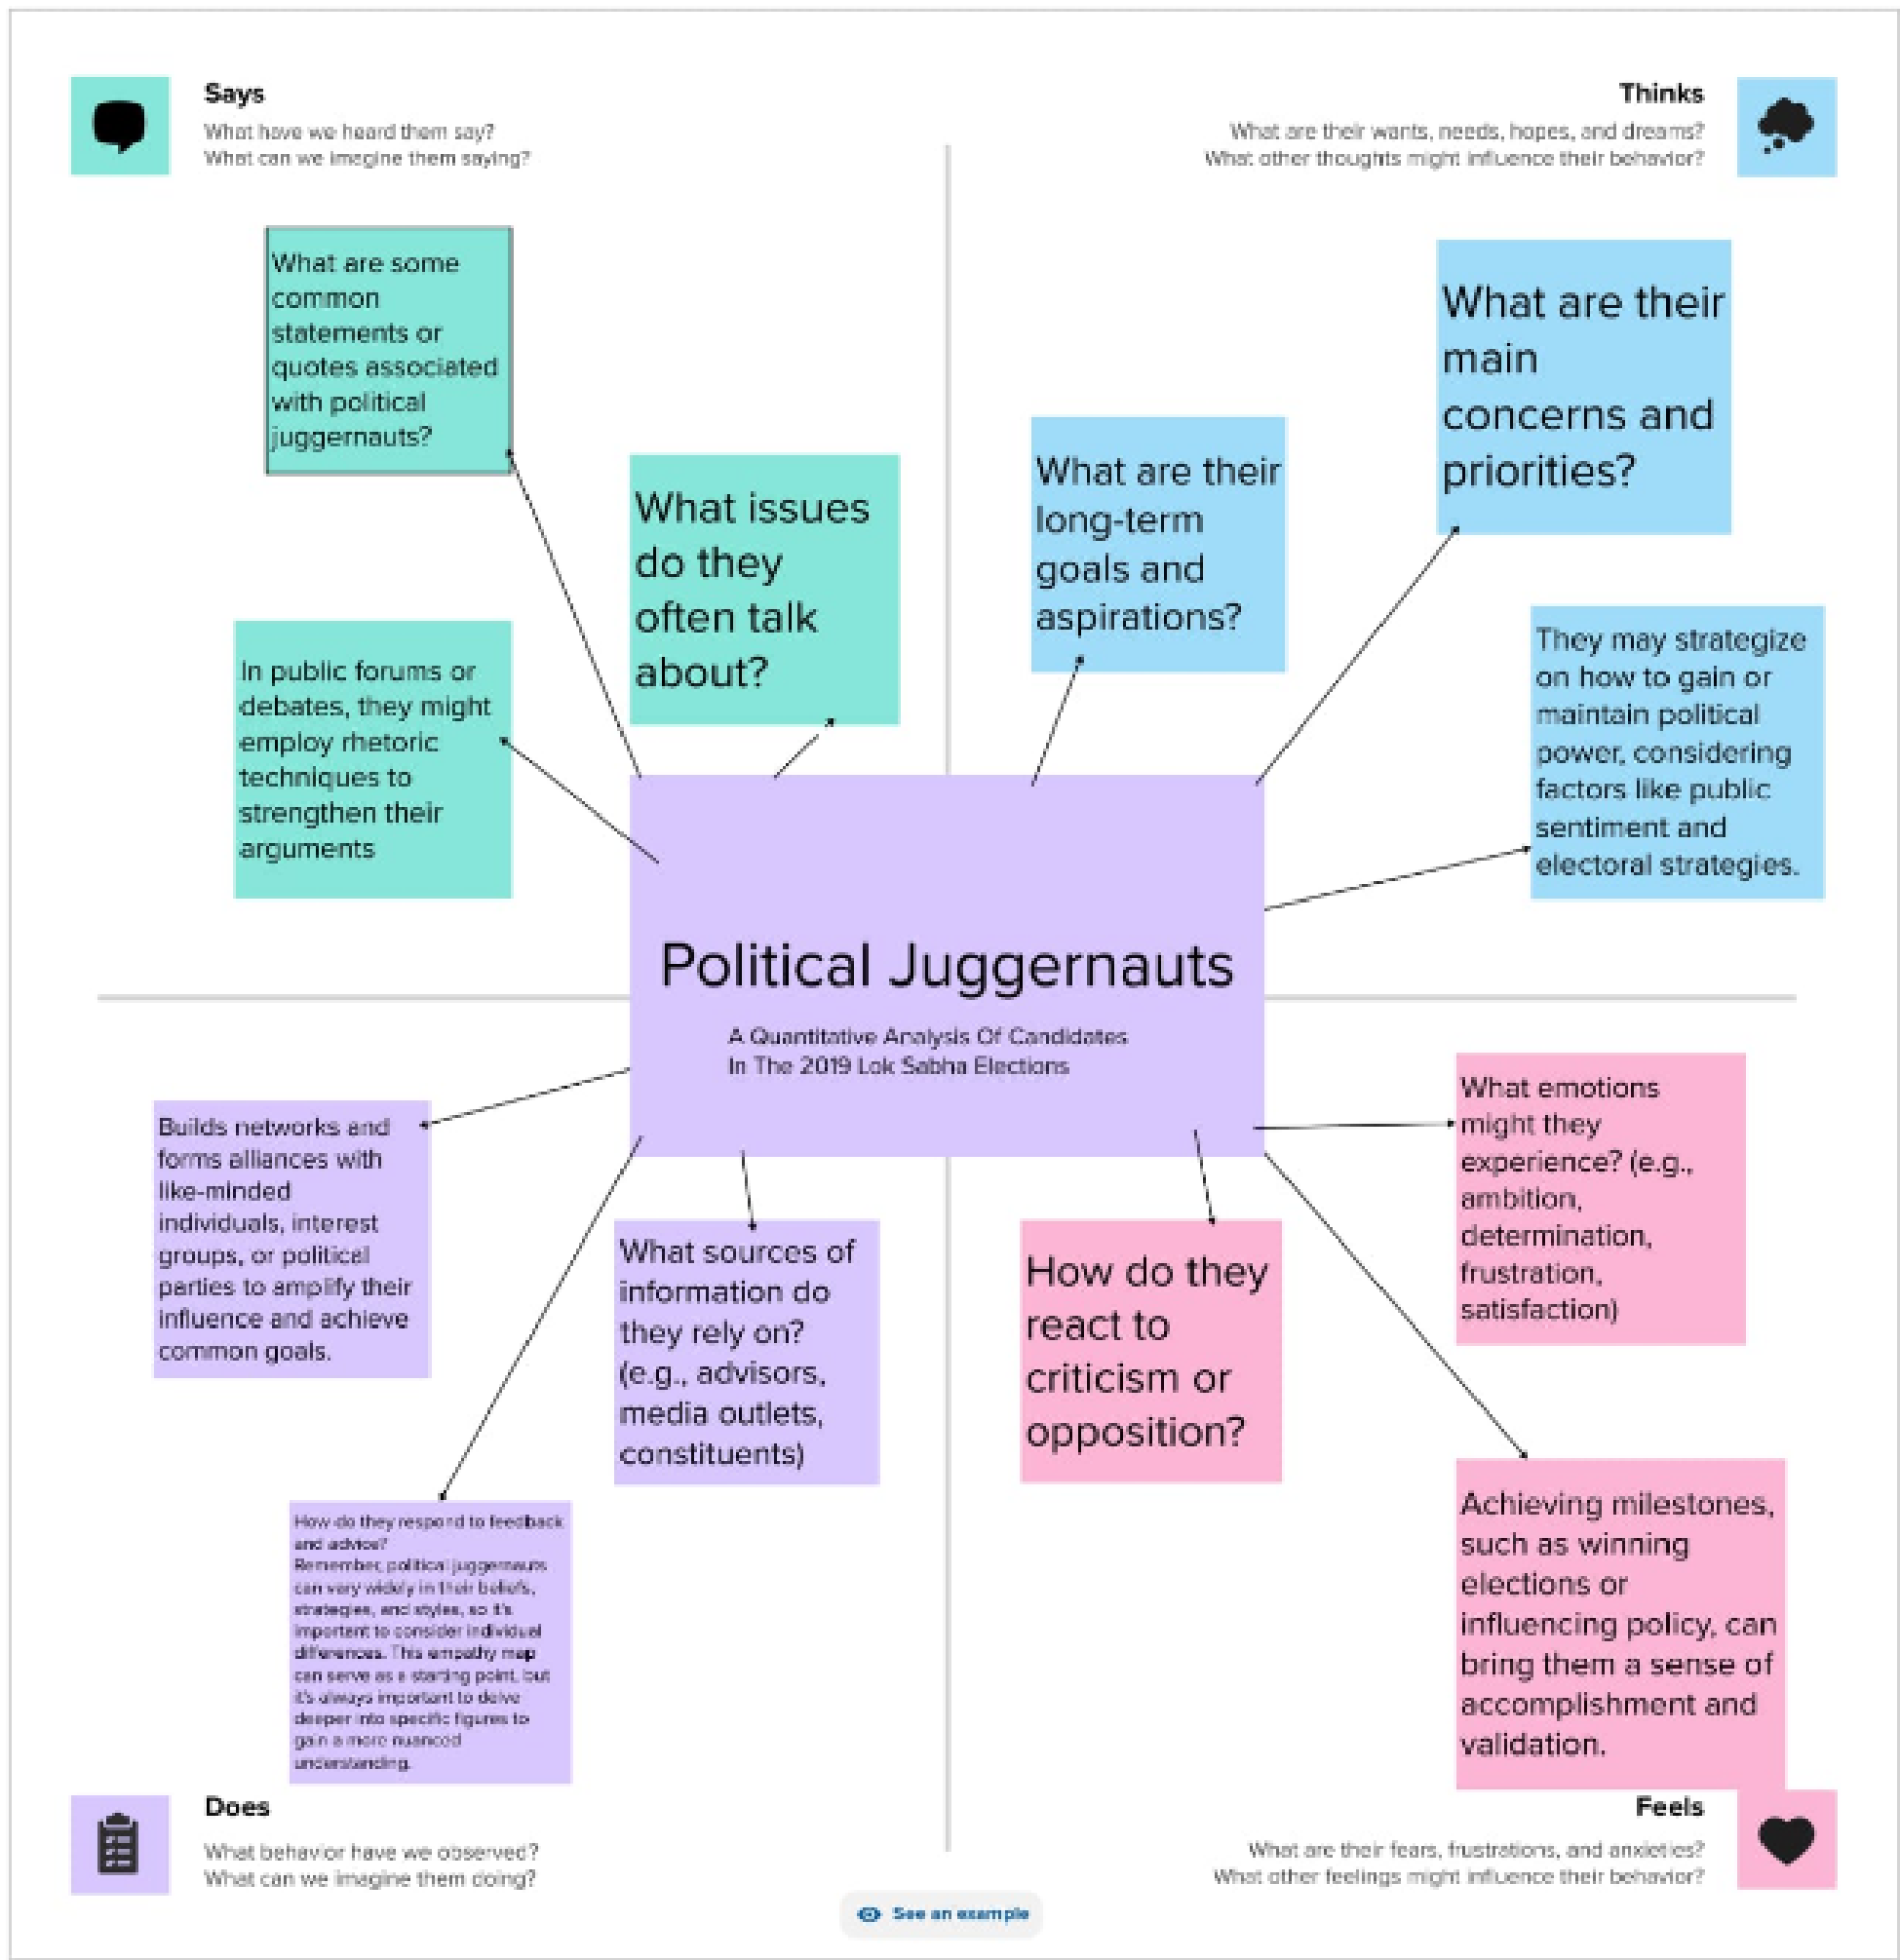 Says
What have we heard them say?
What can we imagine them saying?
Thinks
What are their wants, needs, hopes, and dreams?
What other thoughts might influence their behavior?
What are some
common
statements or
quotes associated
with political
juggernauts?
What issues
do they
often talk
about?
In public forums or
debates, they might
employ rhetoric
techniques to
strengthen their
arguments
What are their
long-term
goals and
aspirations?
What are their
main
concerns and
priorities?
They may strategize
on how to gain or
maintain political
power, considering
factors like public
sentiment and
electoral strategies.
Political Juggernauts
A Quantitative Analysis Of Candidates
In The 2019 Lok Sabha Elections
Builds networks and
forms alliances with
like-minded
individuals, interest
groups, or political
parties to amplify their
influence and achieve
common goals.
What sources of
information do
they rely on?
(e.g., advisors,
media outlets,
constituents)
How do they respond to feedback
and advice?
Remember, political juggernauts
can vary widely in their beliefs,
strategies, and styles, so it's
important to consider individual
differences. This empathy map
can serve as a starting point, but
it's always important to delve
deeper into specific figures to
gain a more nuanced
understanding.
How do they
react to
criticism or
opposition?
What emotions
might they
experience? (e.g.,
ambition,
determination,
frustration,
satisfaction)
Achieving milestones,
such as winning
elections or
influencing policy, can
bring them a sense of
accomplishment and
validation.
Does
What behavior have we observed?
What can we imagine them doing?
Feels
What are their fears, frustrations, and anxieties?
What other feelings might influence their behavior?
See an example